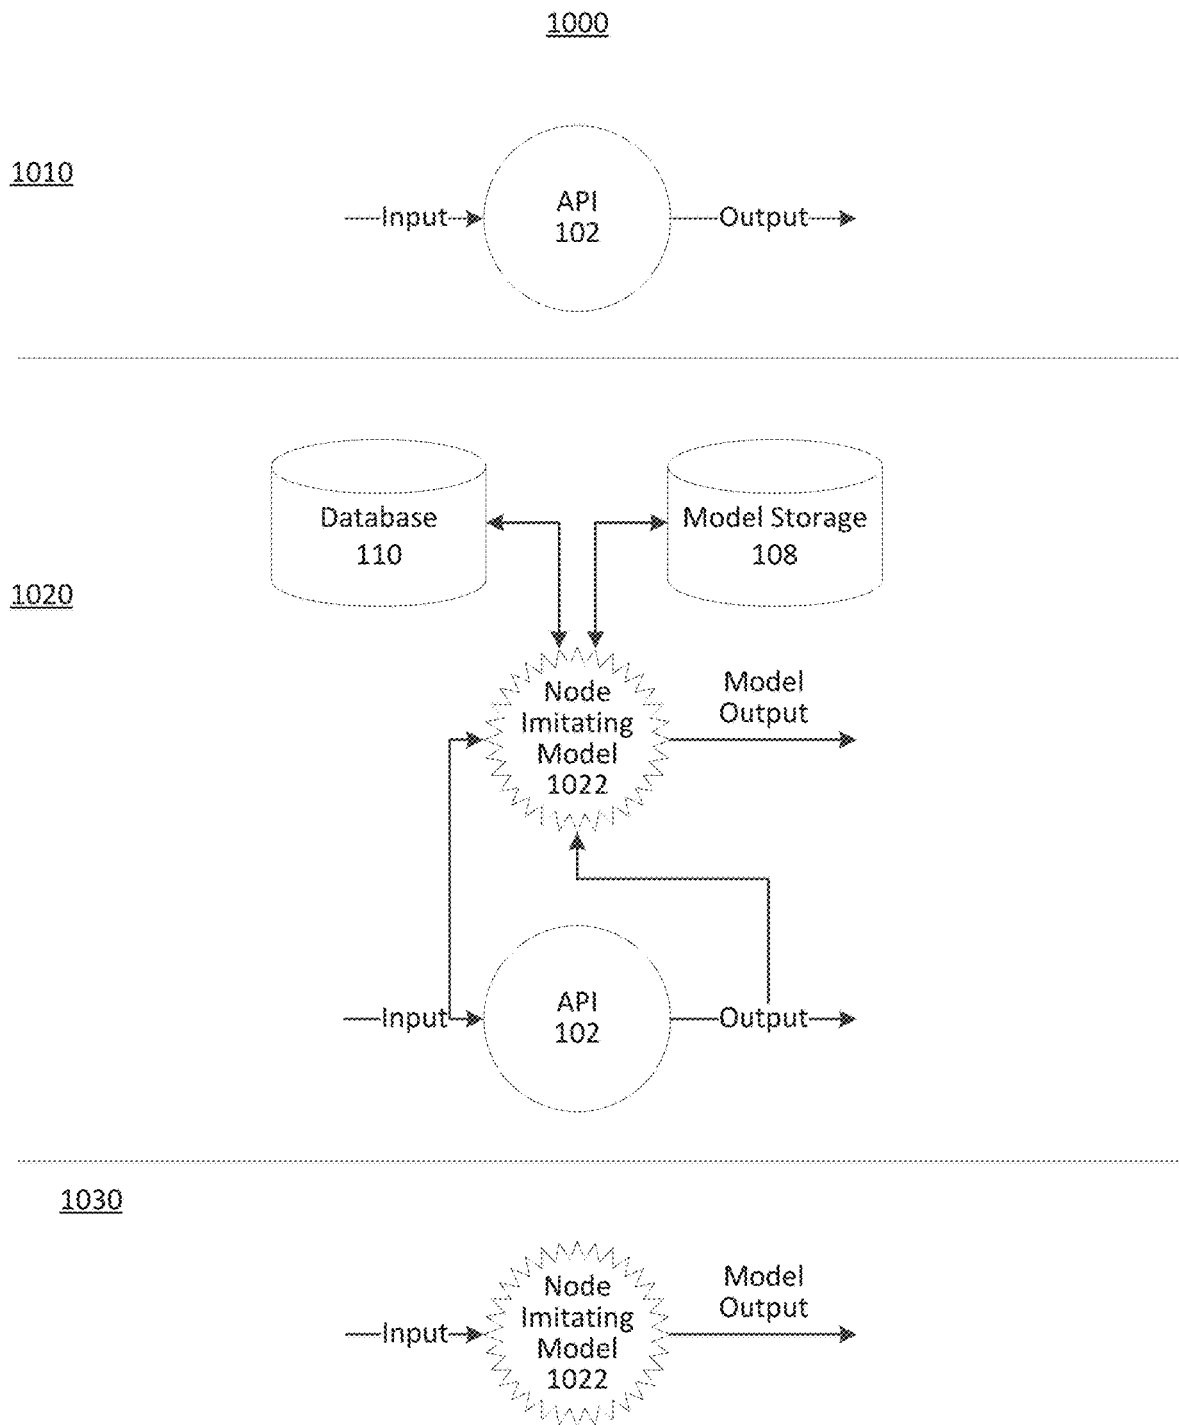 1000
1010
API
102
Input
Output
Database
110
Model Storage
108
1020
Node
Imitating
Model
1022
Model
Output
API
102
Input
Output
1030
Node
Imitating
Model
1022
Input
Model
Output